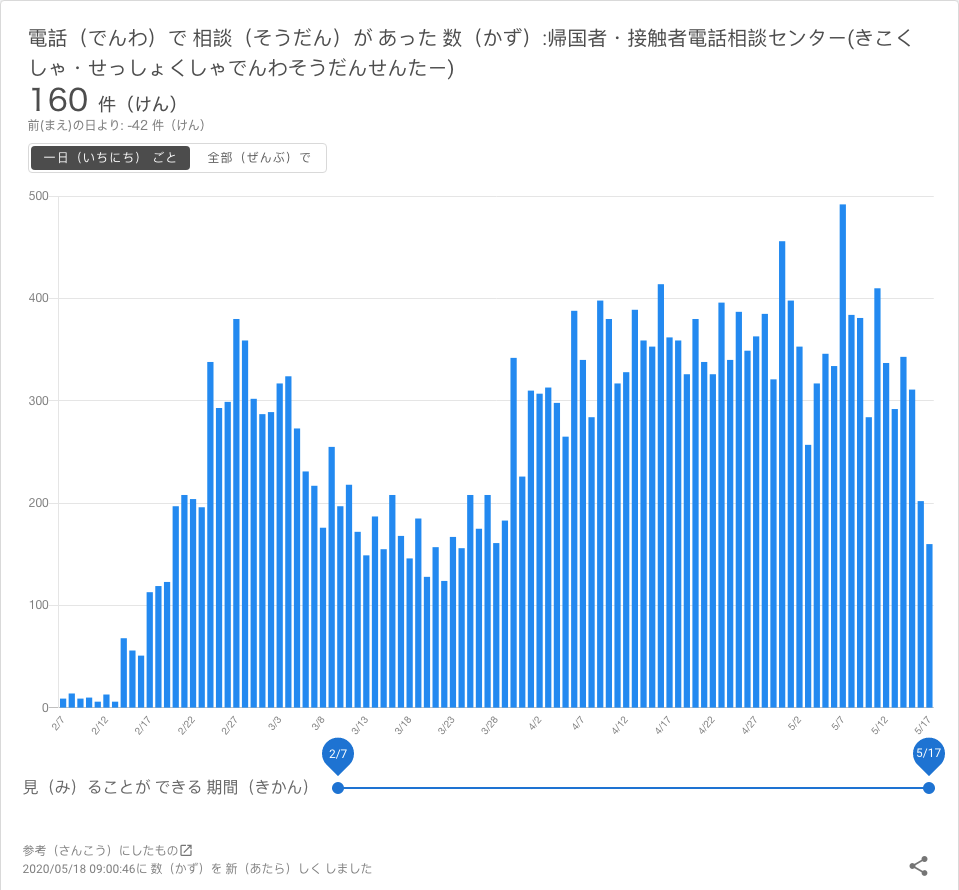 電話（でんわ）で 相談（そうだん）が あった 数（かず）:帰国者・接触者電話相談センター(きこく
しゃ・せっしょくしゃでんわそうだんせんたー)
160 件（けん）
前(まえ)の日より: -42 件（けん）
一日（いちにち） ごと 全部（ぜんぶ）で
500
400
300
200
100
0
2/7 2/12 2/17 2/22 2/27 3/3 3/8 3/13 3/18 3/23 3/28 4/2 4/7 4/12 4/17 4/22 4/27 5/2 5/7 5/12 5/17
2/7 5/17
見（み）ることが できる 期間（きかん）
参考（さんこう）にしたもの
2020/05/18 09:00:46に 数（かず）を 新（あたら）しく しました